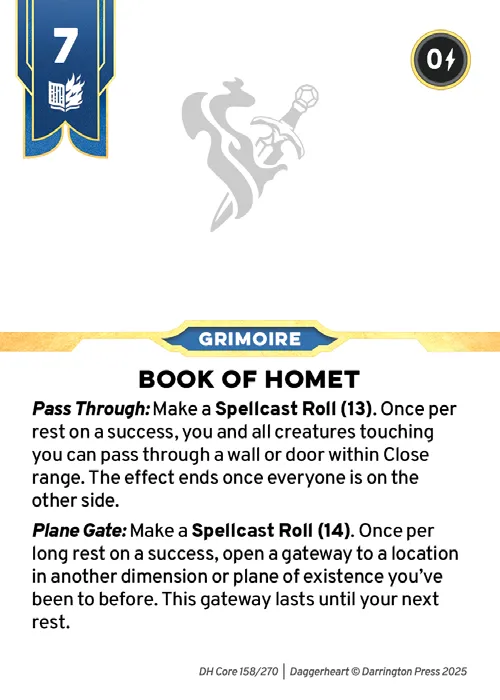 7
0
GRIMOIRE
BOOK OF HOMET
Pass Through: Make a Spellcast Roll (13). Once per
rest on a success, you and all creatures touching
you can pass through a wall or door within Close
range. The effect ends once everyone is on the
other side.
Plane Gate: Make a Spellcast Roll (14). Once per
long rest on a success, open a gateway to a location
in another dimension or plane of existence you’ve
been to before. This gateway lasts until your next
rest.
DH Core 158/270 | Daggerheart © Darrington Press 2025